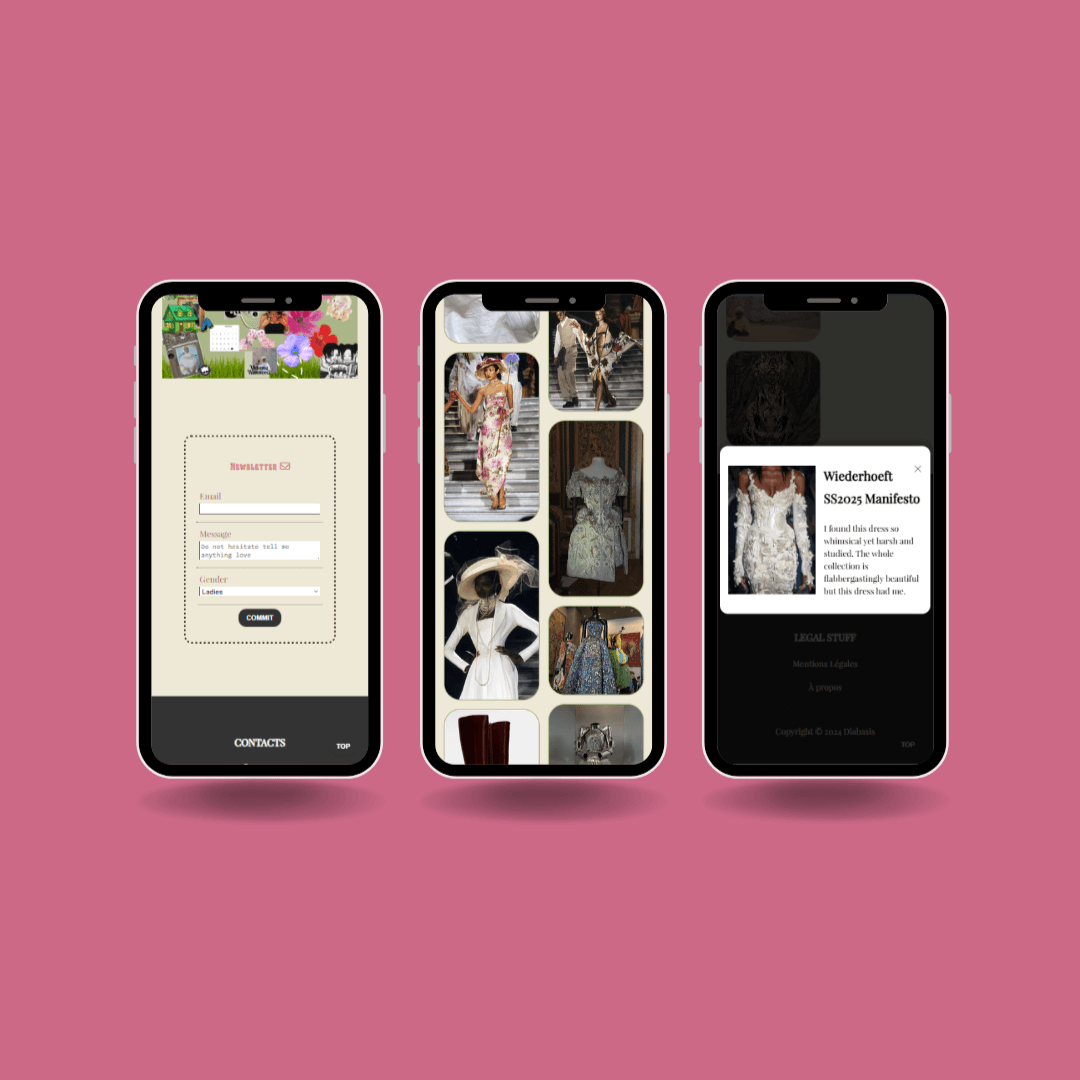 Newsletter
Email
Message
Do not hesitate tell me
anything love
Gender
Ladies
COMMIT
CONTACTS
TOP
Wiederhoeft
SS2025 Manifesto
I found this dress so
whimsical yet harsh and
studied. The whole
collection is
flabbergastingly beautiful
but this dress had me.
LEGAL STUFF
Mentions Légales
À propos
Copyright © 2024 Diabasis
TOP